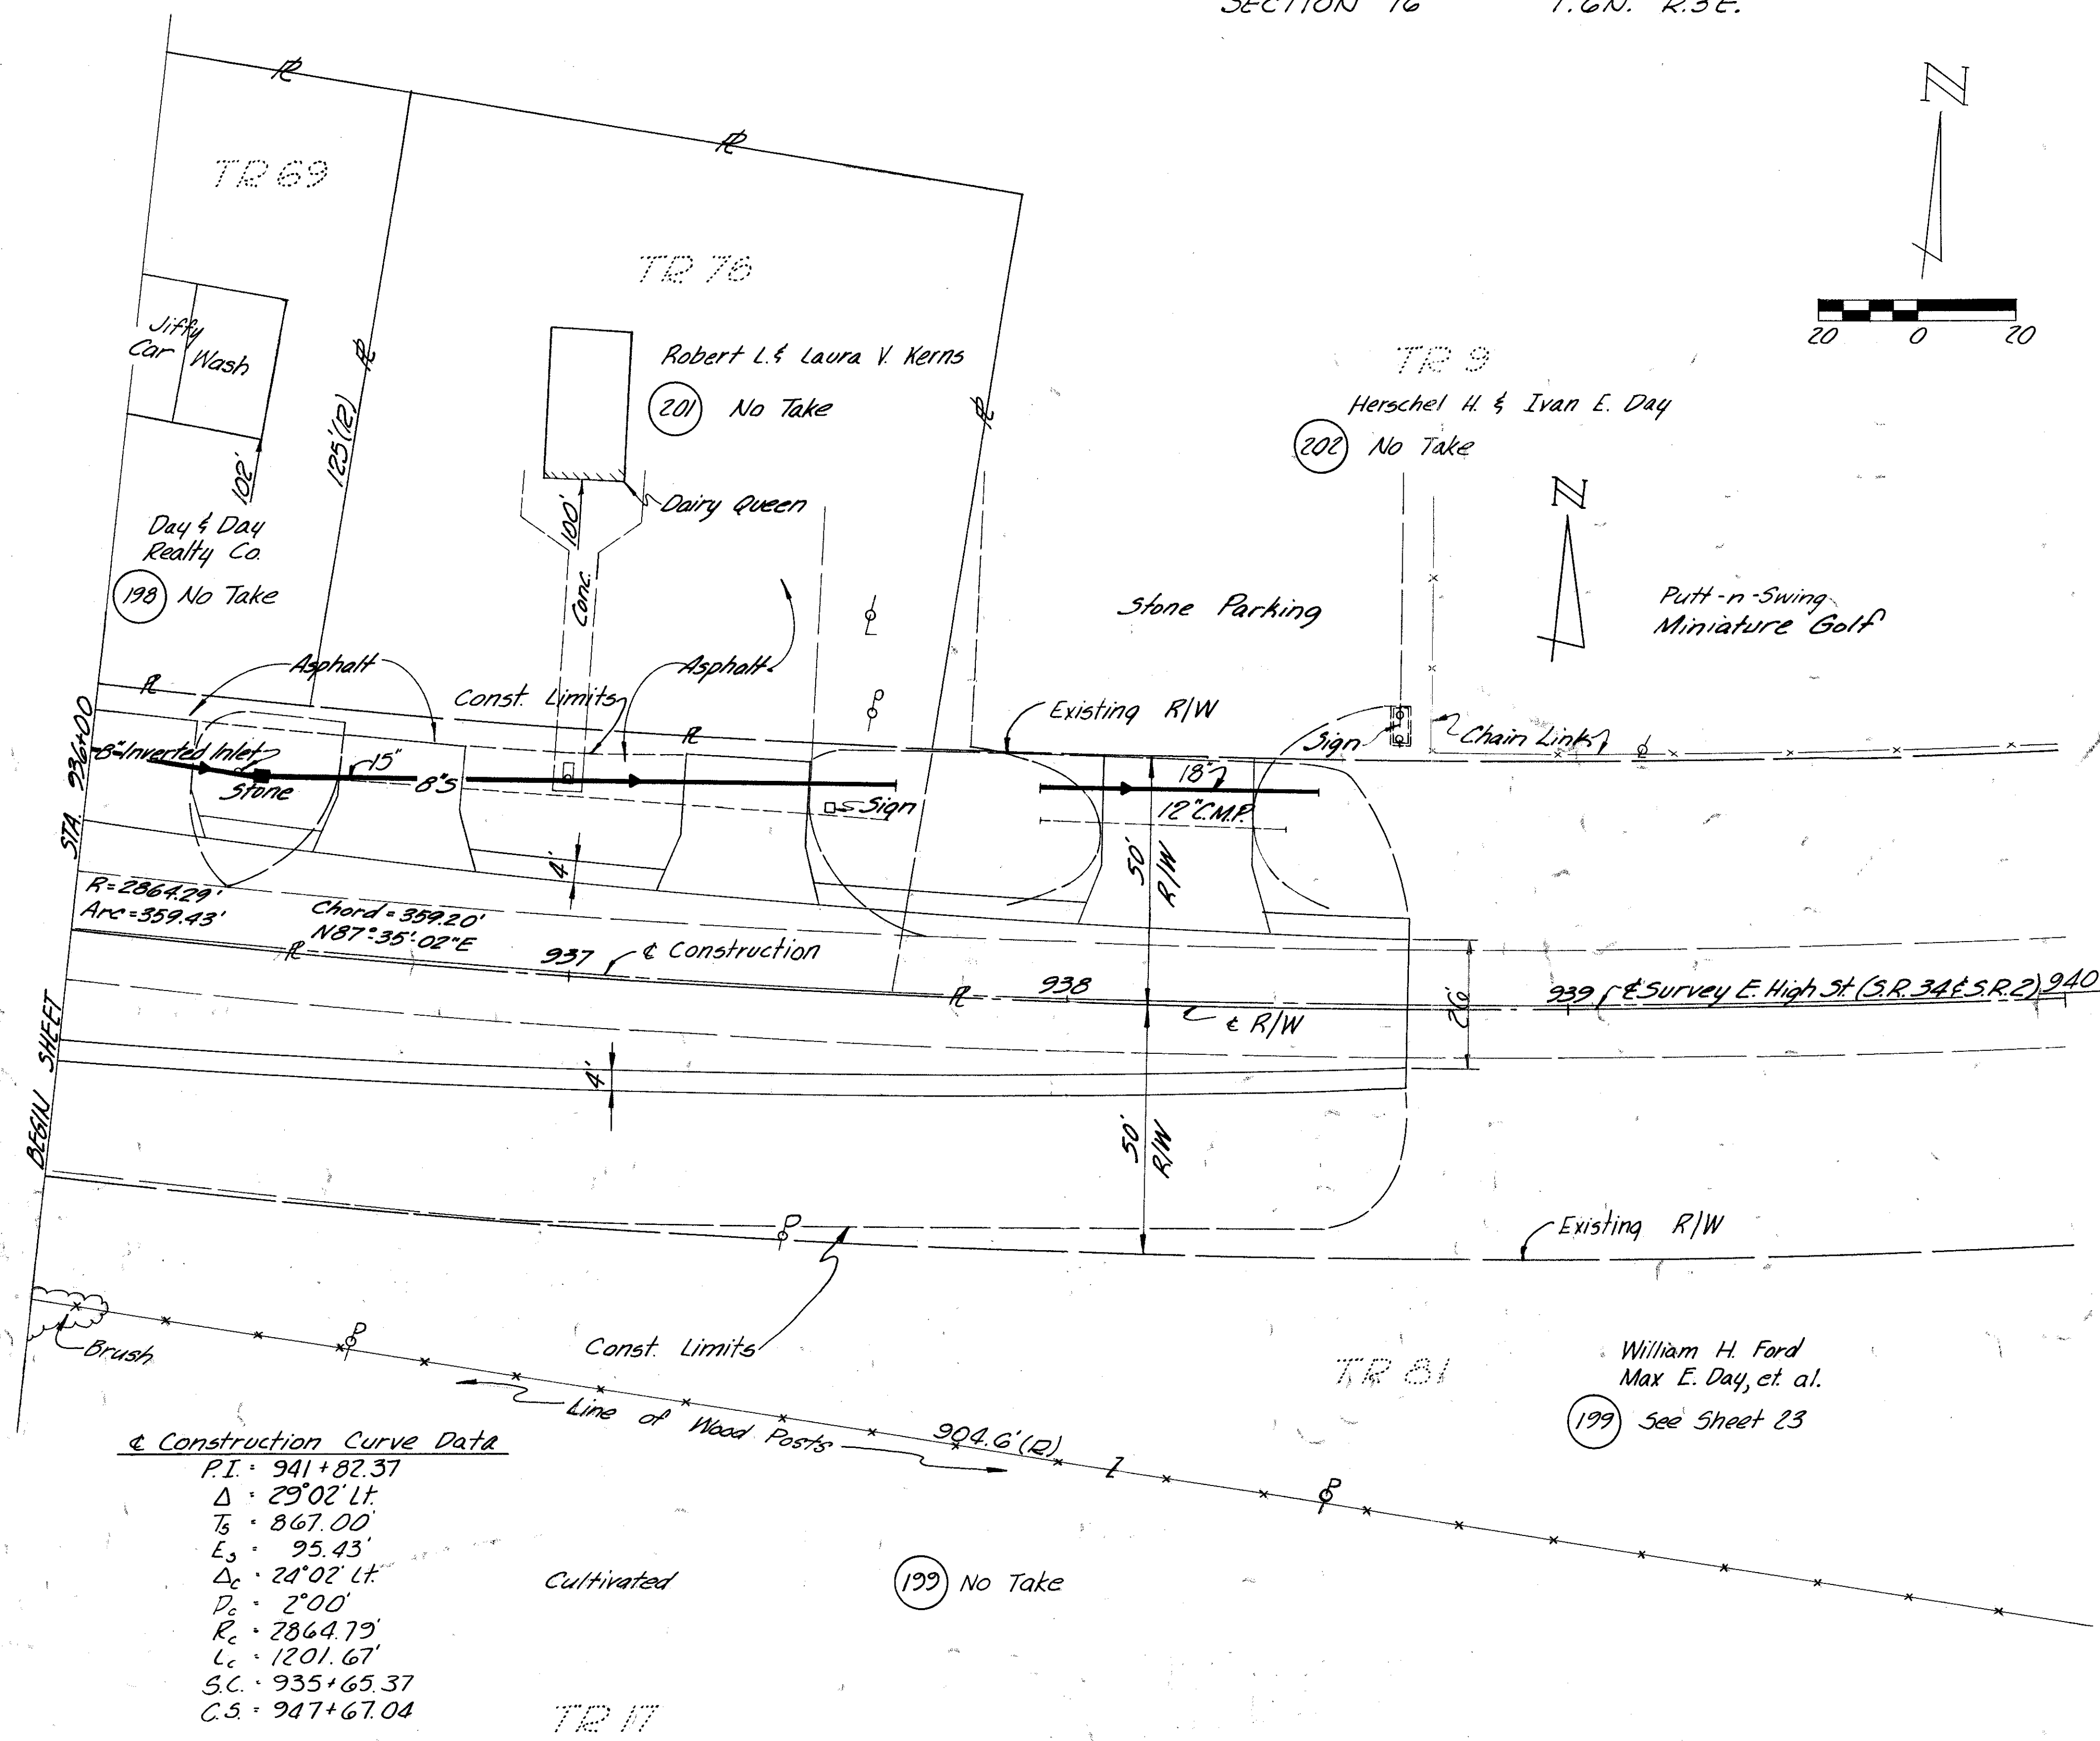 SECTION 16 T.6N. R.3E.
N
20 0 20
TR 69
TR 76
TR 9
Jiffy
Car Wash
102'
125'(R)
Robert L. & Laura V. Kerns
201 No Take
Herschel H. & Ivan E. Day
202 No Take
Dairy Queen
100'
Conc.
Day & Day
Realty Co.
198 No Take
N
Stone Parking
Putt-n-Swing
Miniature Golf
Asphalt
Asphalt
Const. Limits
Existing R/W
Sign
Chain Link
STA. 936+00
8" Inverted Inlet
Stone
15"
8"S
Sign
18"
12" C.M.P.
4'
50'
R/W
R=2864.29'
Arc=359.43'
Chord=359.20'
N87°35'02"E
937
℄ Construction
938
939
℄ Survey E. High St. (S.R. 34 & S.R. 2)
940
℄ R/W
26'
BEGIN SHEET
4'
50'
R/W
Existing R/W
Brush
Const. Limits
Line of Wood Posts
904.6'(R)
TR 81
William H. Ford
Max E. Day, et. al.
199 See Sheet 23
℄ Construction Curve Data
P.I. = 941+82.37
Δ = 29°02' Lt.
Ts = 867.00'
Es = 95.43'
Δc = 24°02' Lt.
Dc = 2°00'
Rc = 2864.79'
Lc = 1201.67'
S.C. = 935+65.37
C.S. = 947+67.04
Cultivated
199 No Take
TR 17